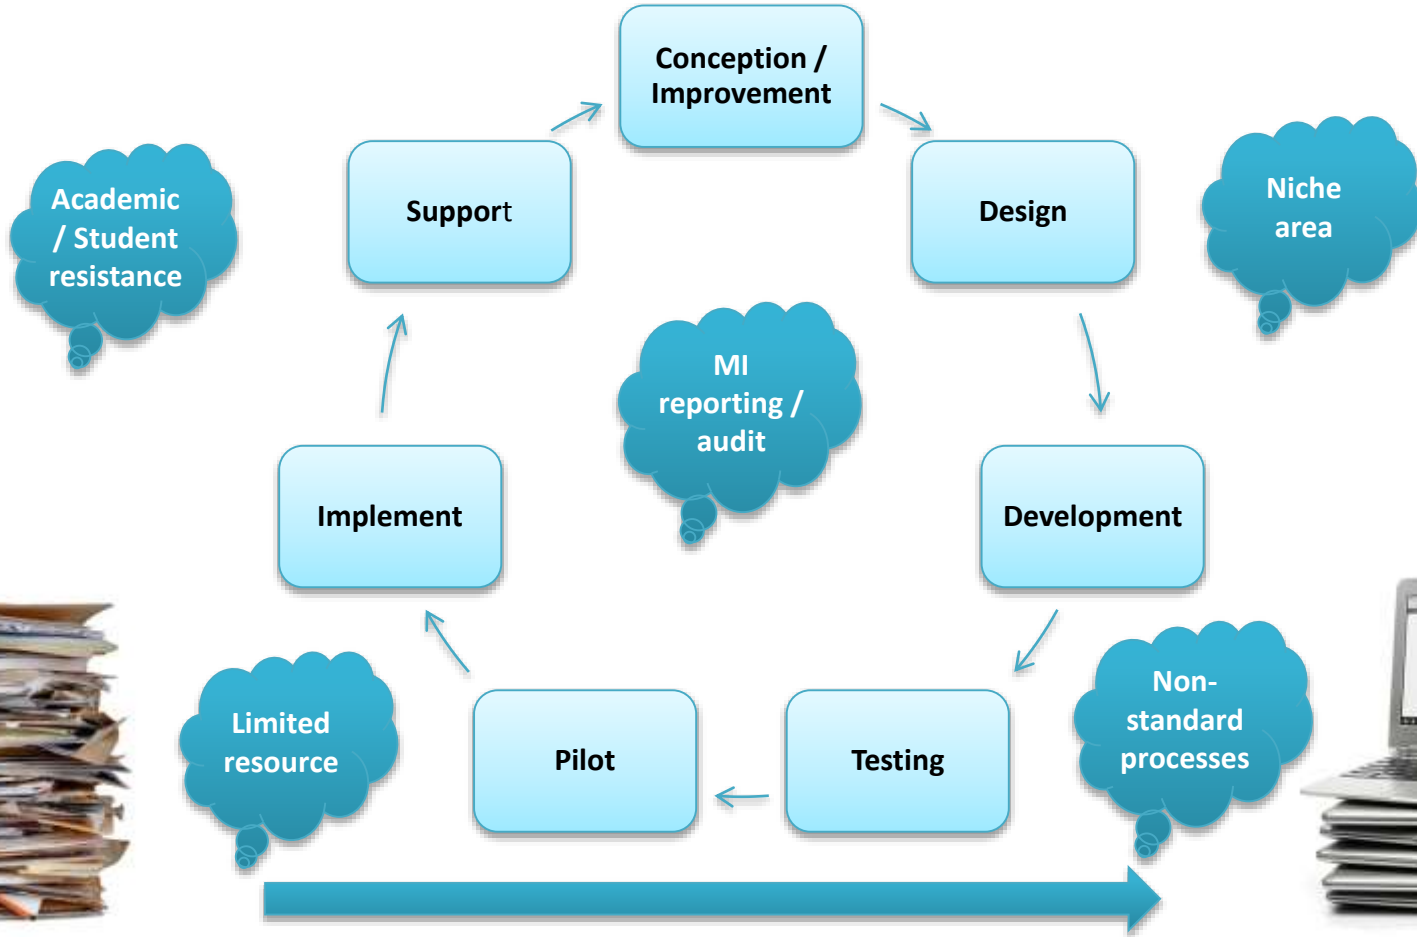 Conception /
Improvement
Academic
/ Student
resistance
Support
Design
Niche
area
MI
reporting /
audit
Implement
Development
Limited
resource
Pilot
Testing
Non-
standard
processes